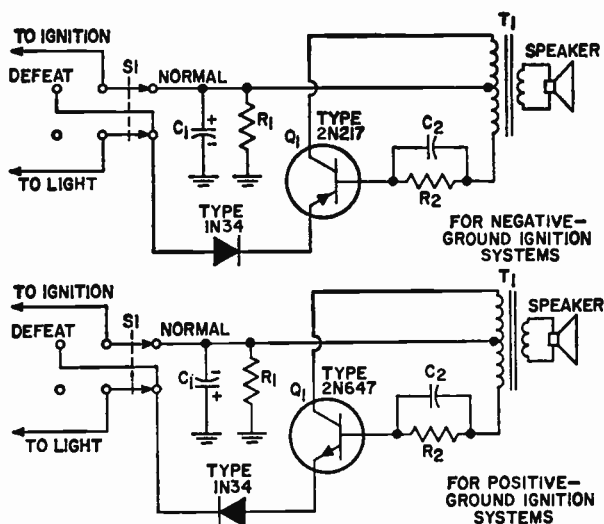 TO IGNITION
T1
SPEAKER
DEFEAT
S1
NORMAL
C1
+
-
R1
TYPE
2N217
Q1
C2
R2
TO LIGHT
TYPE
1N34
FOR NEGATIVE-
GROUND IGNITION
SYSTEMS
TO IGNITION
T1
SPEAKER
DEFEAT
S1
NORMAL
C1
-
+
R1
TYPE
2N647
Q1
C2
R2
TO LIGHT
TYPE
1N34
FOR POSITIVE-
GROUND IGNITION
SYSTEMS